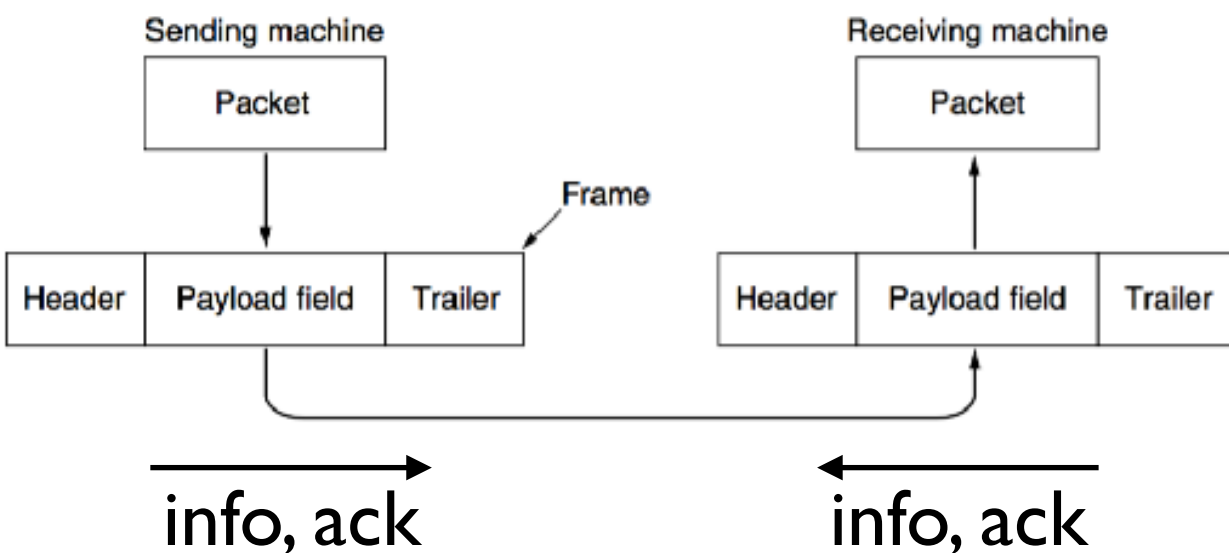 Sending machine
Receiving machine
Packet
Packet
Frame
Header
Payload field
Trailer
Header
Payload field
Trailer
info, ack
info, ack